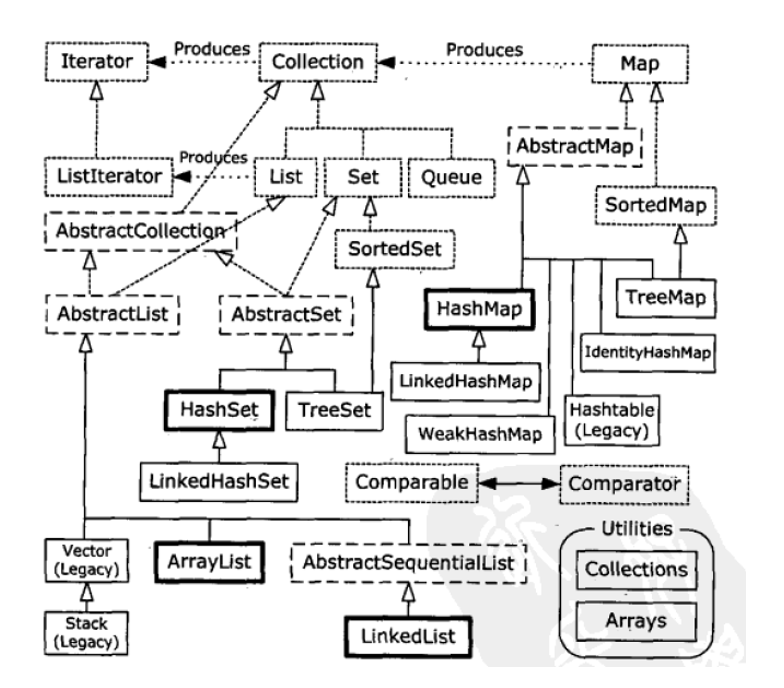 Produces
Produces
Iterator
Collection
Map
AbstractMap
Produces
ListIterator
List
Set
Queue
SortedMap
AbstractCollection
SortedSet
AbstractList
AbstractSet
HashMap
TreeMap
IdentityHashMap
LinkedHashMap
HashSet
TreeSet
Hashtable
(Legacy)
WeakHashMap
LinkedHashSet
Comparable
Comparator
Utilities
Vector
(Legacy)
ArrayList
AbstractSequentialList
Collections
Stack
(Legacy)
LinkedList
Arrays